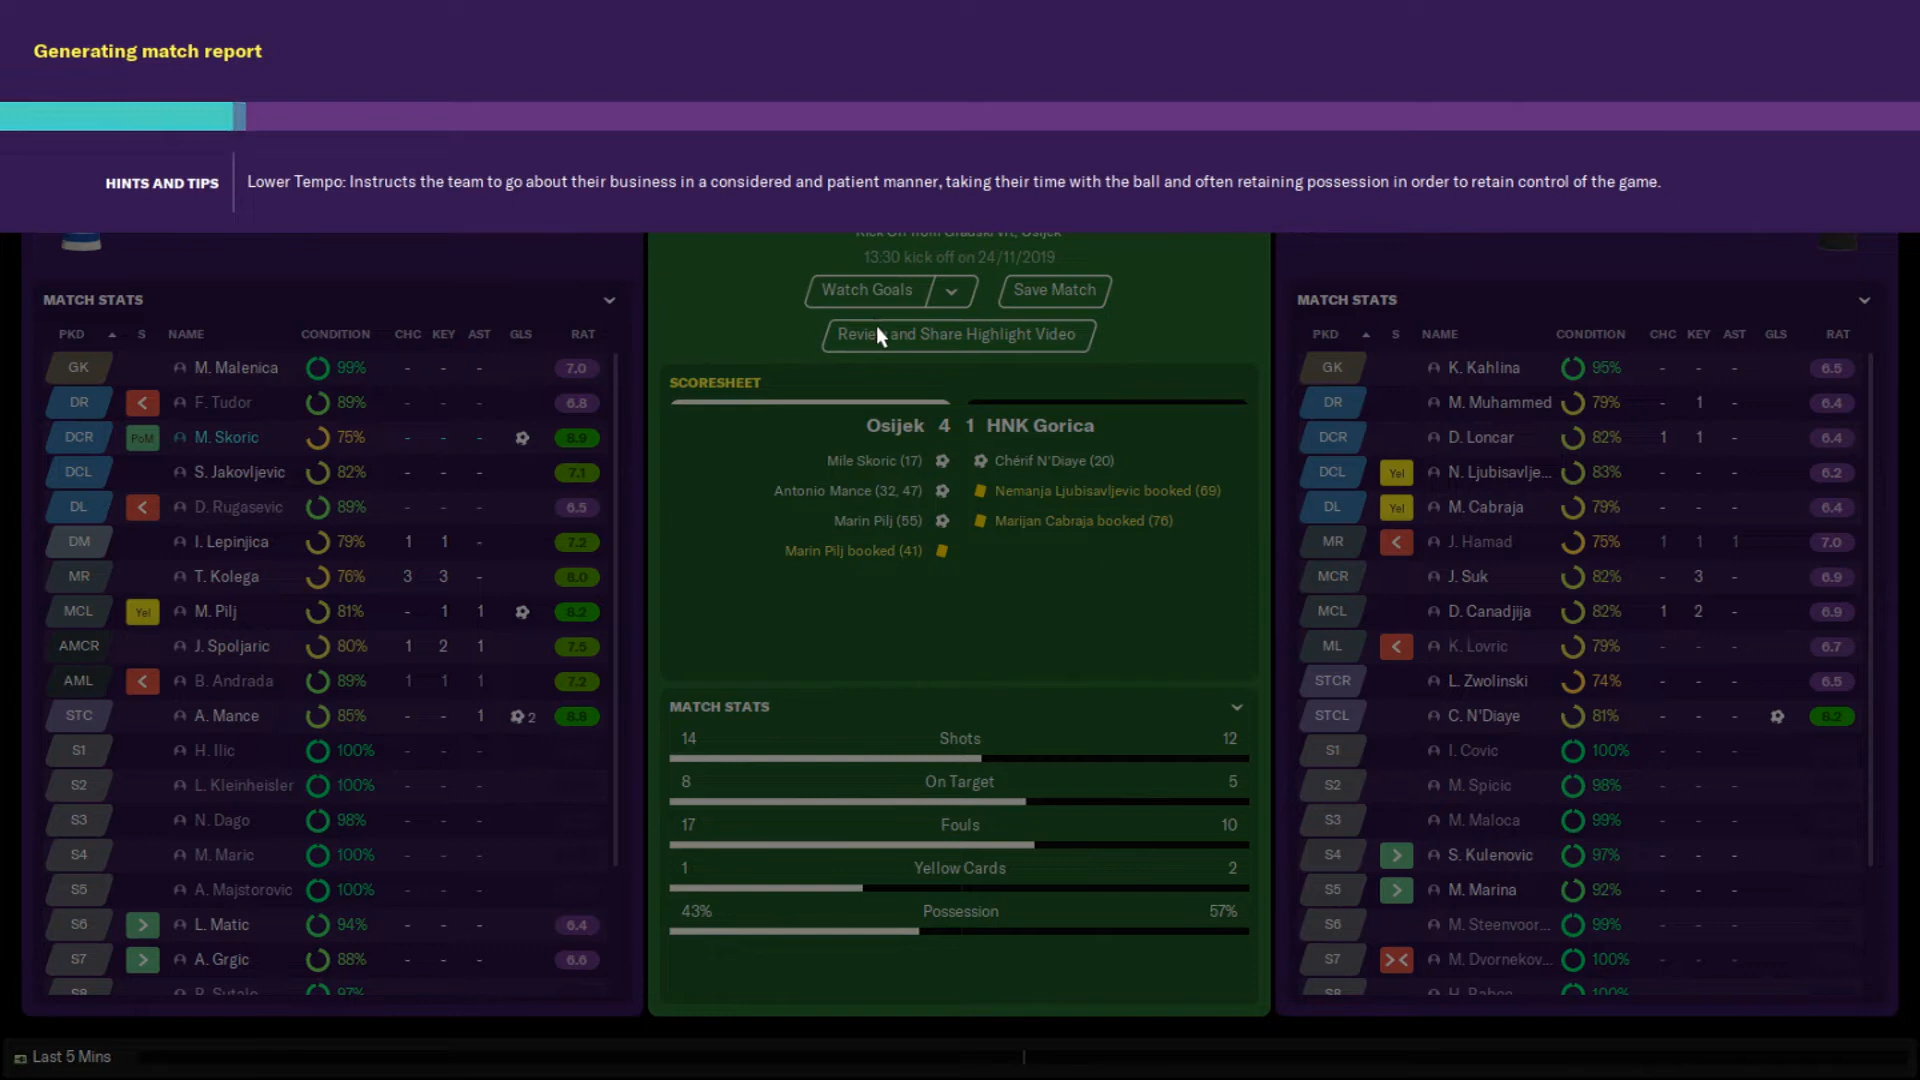 Generating match report
HINTS AND TIPS
Lower Tempo: Instructs the team to go about their business in a considered and patient manner, taking their time with the ball and often retaining possession in order to retain control of the game.
MATCH STATS
PKD S NAME CONDITION CHC KEY AST GLS RAT
GK M. Malenica 99% - - - 7.0
DR F. Tudor 89% - - - 6.8
DCR PoM M. Skoric 75% - - - 8.9
DCL S. Jakovljevic 82% - - - 7.1
DL D. Rugasevic 89% - - - 6.5
DM I. Lepinjica 79% 1 1 - 7.2
MR T. Kolega 76% 3 3 - 8.0
MCL Yel M. Pilj 81% - 1 1 8.2
AMCR J. Spoljaric 80% 1 2 1 7.5
AML B. Andrada 89% 1 1 1 7.2
STC A. Mance 85% - - 1 2 8.8
S1 H. Ilic 100% - - -
S2 L. Kleinheisler 100% - - -
S3 N. Dago 98% - - -
S4 M. Maric 100% - - -
S5 A. Majstorovic 100% - - -
S6 L. Matic 94% - - - 6.4
S7 A. Grgic 88% - - - 6.6
13:30 kick off on 24/11/2019
Watch Goals
Save Match
Review and Share Highlight Video
SCORESHEET
Osijek 4 1 HNK Gorica
Mile Skoric (17) Chérif N'Diaye (20)
Antonio Mance (32, 47) Nemanja Ljubisavljevic booked (69)
Marin Pilj (55) Marijan Cabraja booked (76)
Marin Pilj booked (41)
MATCH STATS
14 Shots 12
8 On Target 5
17 Fouls 10
1 Yellow Cards 2
43% Possession 57%
MATCH STATS
PKD S NAME CONDITION CHC KEY AST GLS RAT
GK K. Kahlina 95% - - - 6.5
DR M. Muhammed 79% - 1 - 6.4
DCR D. Loncar 82% 1 1 - 6.4
DCL Yel N. Ljubisavlje... 83% - - - 6.2
DL Yel M. Cabraja 79% - - - 6.4
MR J. Hamad 75% 1 1 1 7.0
MCR J. Suk 82% - 3 - 6.9
MCL D. Canadjija 82% 1 2 - 6.9
ML K. Lovric 79% - - - 6.7
STCR L. Zwolinski 74% - - - 6.5
STCL C. N'Diaye 81% - - - 8.2
S1 I. Covic 100% - - -
S2 M. Spicic 98% - - -
S3 M. Maloca 99% - - -
S4 S. Kulenovic 97% - - -
S5 M. Marina 92% - - -
S6 M. Steenvoor... 99% - - -
S7 M. Dvornekov... 100% - - -
Last 5 Mins